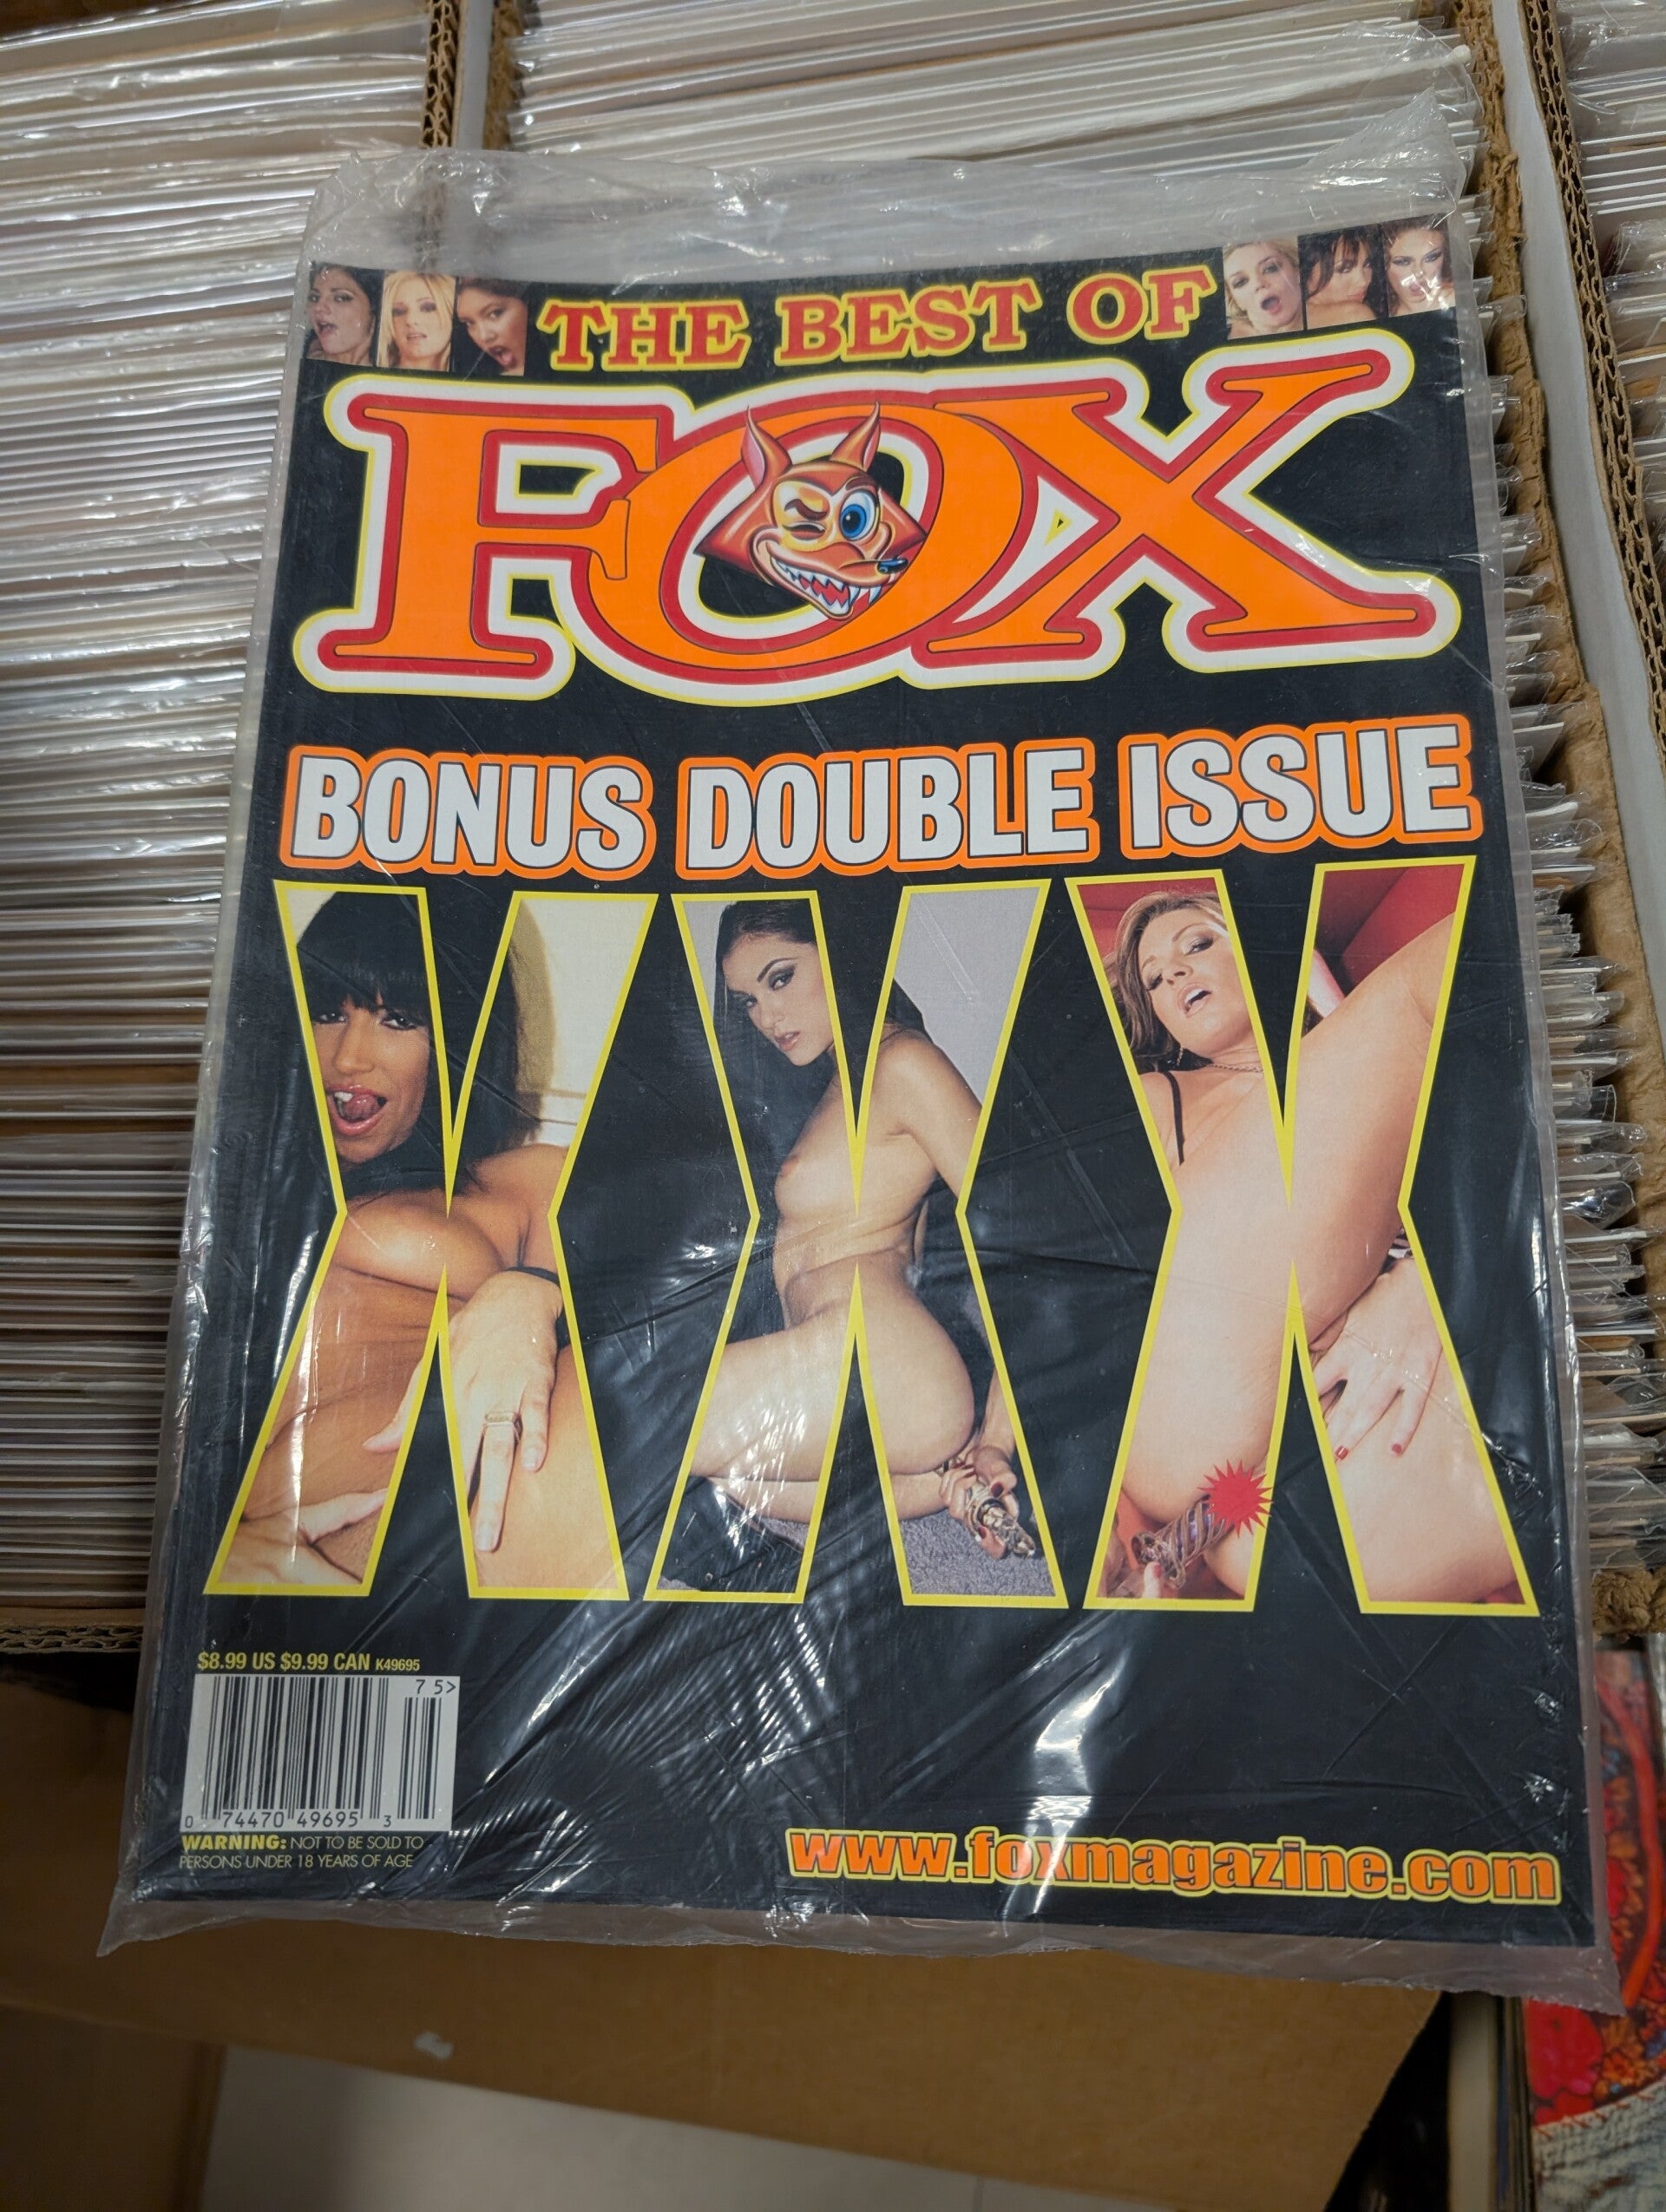 THE BEST OF
FOX
BONUS DOUBLE ISSUE
XXX
$8.99 US $9.99 CAN K49695
75>
0 74470 49695 3
WARNING: NOT TO BE SOLD TO
PERSONS UNDER 18 YEARS OF AGE
www.foxmagazine.com